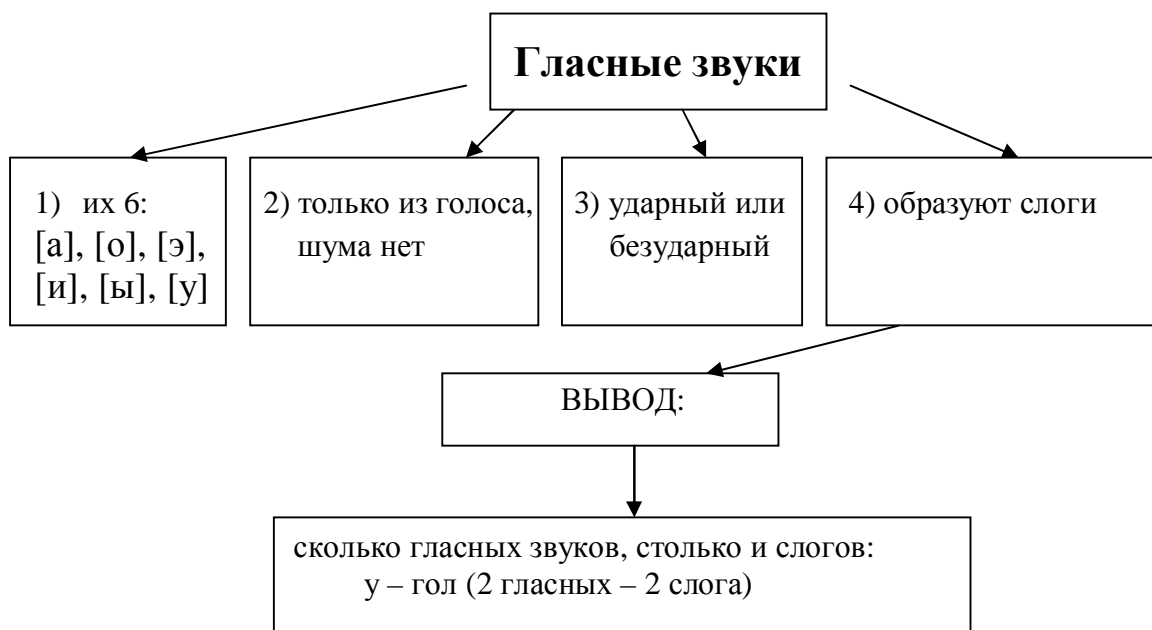 Гласные звуки
1) их 6:
[а], [о], [э],
[и], [ы], [у]
2) только из голоса,
шума нет
3) ударный или
безударный
4) образуют слоги
ВЫВОД:
сколько гласных звуков, столько и слогов:
у – гол (2 гласных – 2 слога)